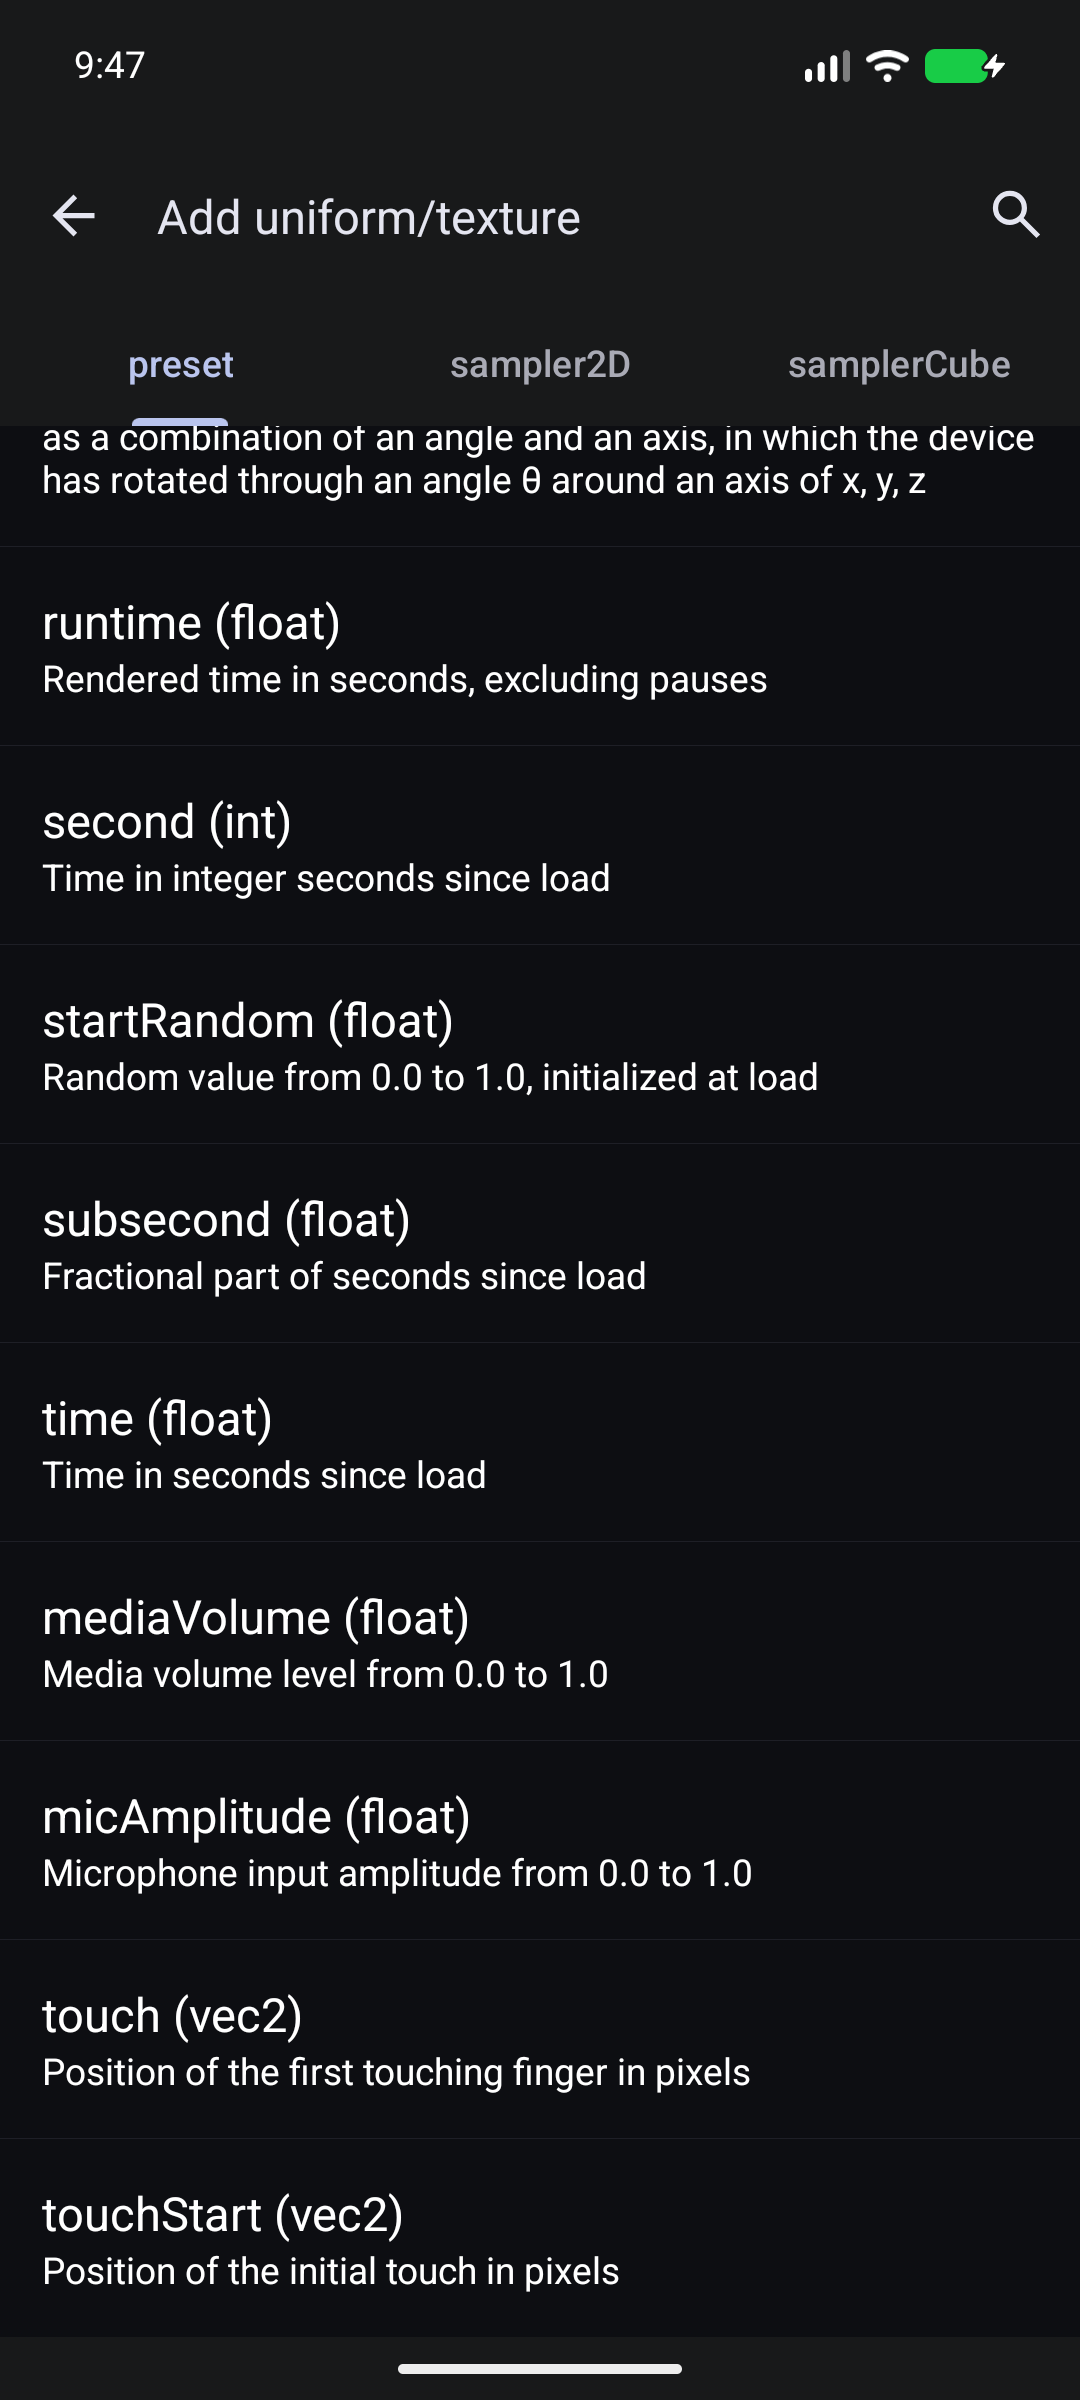 9:47
Add uniform/texture
preset
sampler2D
samplerCube
as a combination of an angle and an axis, in which the device
has rotated through an angle θ around an axis of x, y, z
runtime (float)
Rendered time in seconds, excluding pauses
second (int)
Time in integer seconds since load
startRandom (float)
Random value from 0.0 to 1.0, initialized at load
subsecond (float)
Fractional part of seconds since load
time (float)
Time in seconds since load
mediaVolume (float)
Media volume level from 0.0 to 1.0
micAmplitude (float)
Microphone input amplitude from 0.0 to 1.0
touch (vec2)
Position of the first touching finger in pixels
touchStart (vec2)
Position of the initial touch in pixels